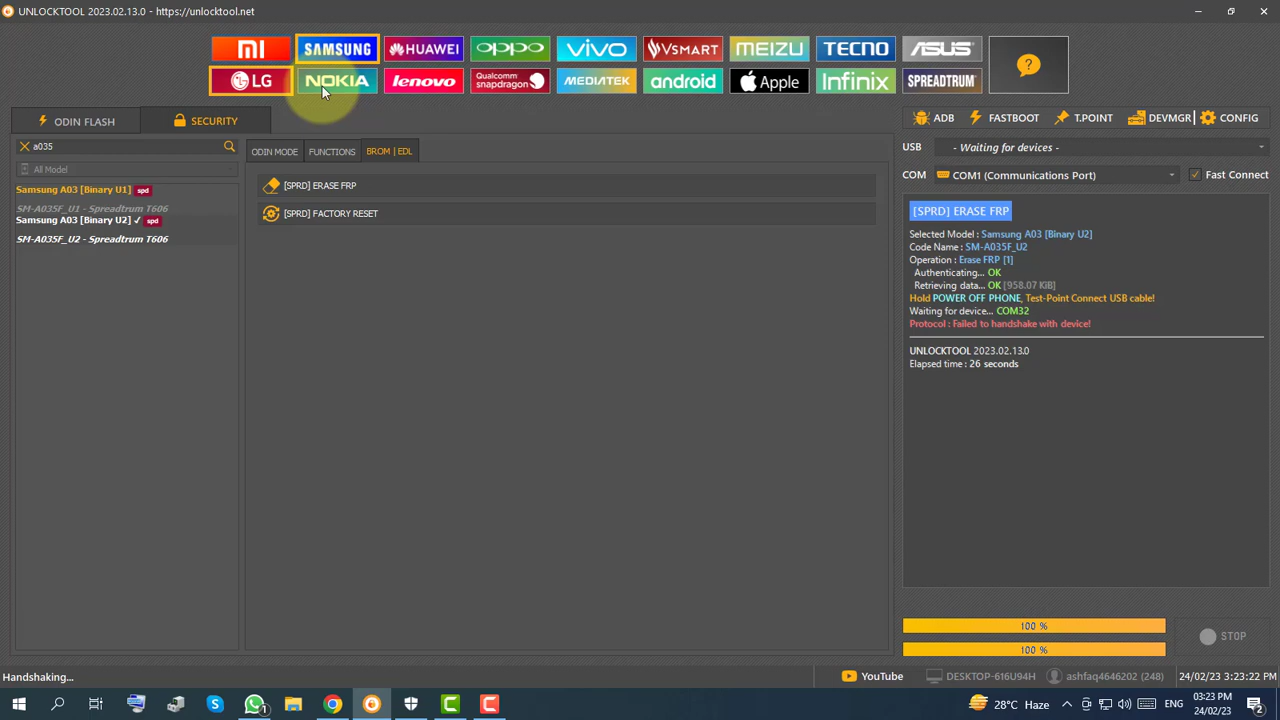 UNLOCKTOOL 2023.02.13.0 - https://unlocktool.net
MI SAMSUNG HUAWEI OPPO vivo VSMART MEIZU TECNO ASUS ?
LG NOKIA lenovo Qualcomm snapdragon MEDIATEK android Apple Infinix SPREADTRUM
ODIN FLASH SECURITY
ADB FASTBOOT T.POINT DEVMGR CONFIG
a035
All Model
Samsung A03 [Binary U1] spd
SM-A035F_U1 - Spreadtrum T606
Samsung A03 [Binary U2] ✓ spd
SM-A035F_U2 - Spreadtrum T606
ODIN MODE FUNCTIONS BROM | EDL
[SPRD] ERASE FRP
[SPRD] FACTORY RESET
USB - Waiting for devices -
COM COM1 (Communications Port) Fast Connect
[SPRD] ERASE FRP
Selected Model : Samsung A03 [Binary U2]
Code Name : SM-A035F_U2
Operation : Erase FRP [1]
Authenticating... OK
Retrieving data... OK [958.07 KiB]
Hold POWER OFF PHONE, Test-Point Connect USB cable!
Waiting for device... COM32
Protocol : Failed to handshake with device!
UNLOCKTOOL 2023.02.13.0
Elapsed time : 26 seconds
100 %
100 %
STOP
Handshaking... YouTube DESKTOP-616U94H ashfaq4646202 (248) 24/02/23 3:23:22 PM
1 28°C Haze ENG 03:23 PM
24/02/23 2